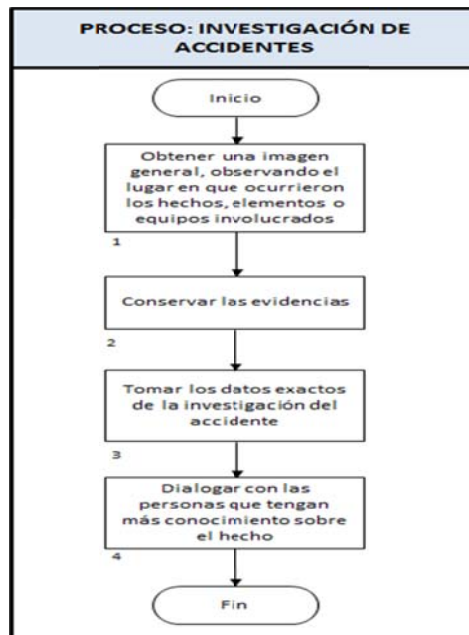 PROCESO: INVESTIGACIÓN DE
ACCIDENTES
Inicio
Obtener una imagen
general, observando el
lugar en que ocurrieron
los hechos, elementos o
equipos involucrados
1
Conservar las evidencias
2
Tomar los datos exactos
de la investigación del
accidente
3
Dialogar con las
personas que tengan
más conocimiento sobre
el hecho
4
Fin